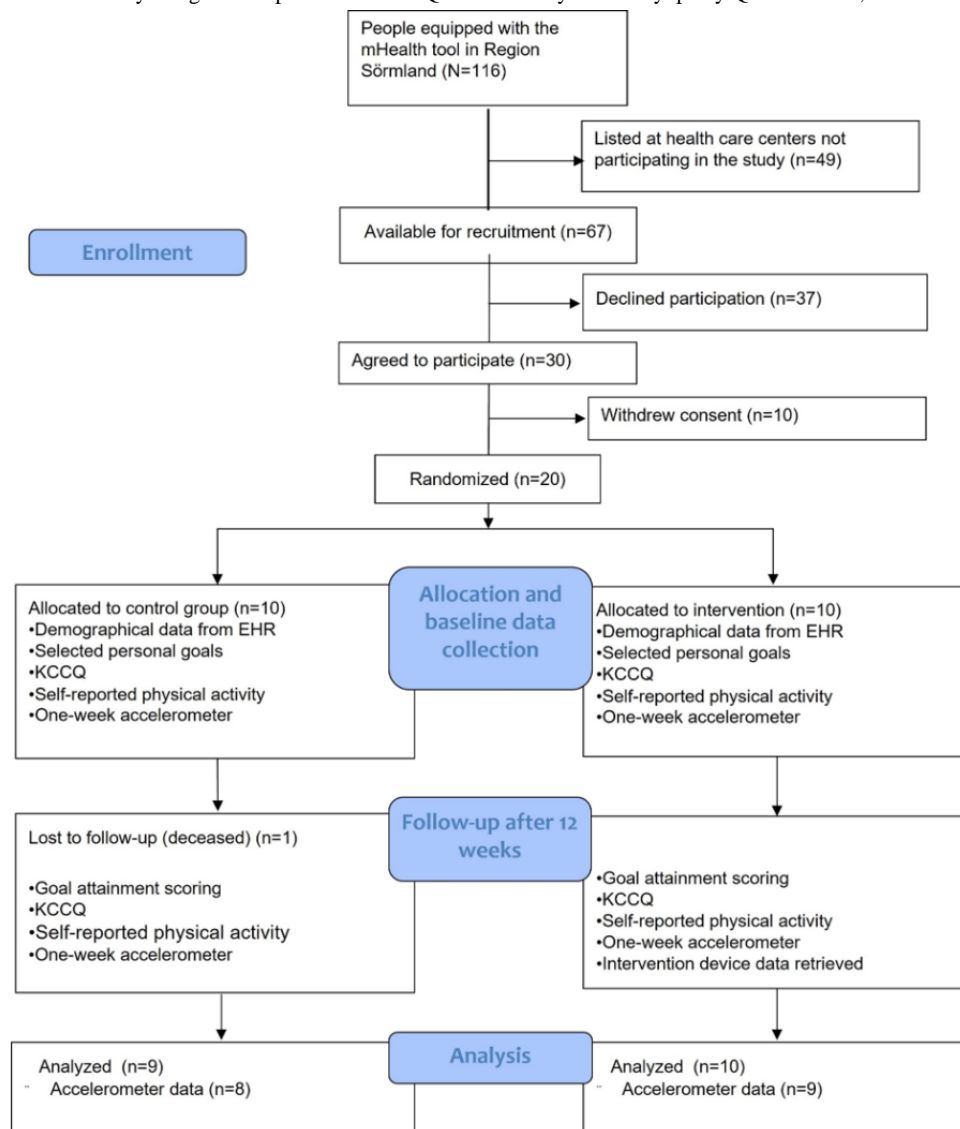 People equipped with the
mHealth tool in Region
Sörmland (N=116)
Listed at health care centers not
participating in the study (n=49)
Available for recruitment (n=67)
Enrollment
Declined participation (n=37)
Agreed to participate (n=30)
Withdrew consent (n=10)
Randomized (n=20)
Allocated to control group (n=10)
•Demographical data from EHR
•Selected personal goals
•KCCQ
•Self-reported physical activity
•One-week accelerometer
Allocation and
baseline data
collection
Allocated to intervention (n=10)
•Demographical data from EHR
•Selected personal goals
•KCCQ
•Self-reported physical activity
•One-week accelerometer
Lost to follow-up (deceased) (n=1)
•Goal attainment scoring
•KCCQ
•Self-reported physical activity
•One-week accelerometer
Follow-up after 12
weeks
•Goal attainment scoring
•KCCQ
•Self-reported physical activity
•One-week accelerometer
•Intervention device data retrieved
Analyzed (n=9)
¨ Accelerometer data (n=8)
Analysis
Analyzed (n=10)
¨ Accelerometer data (n=9)